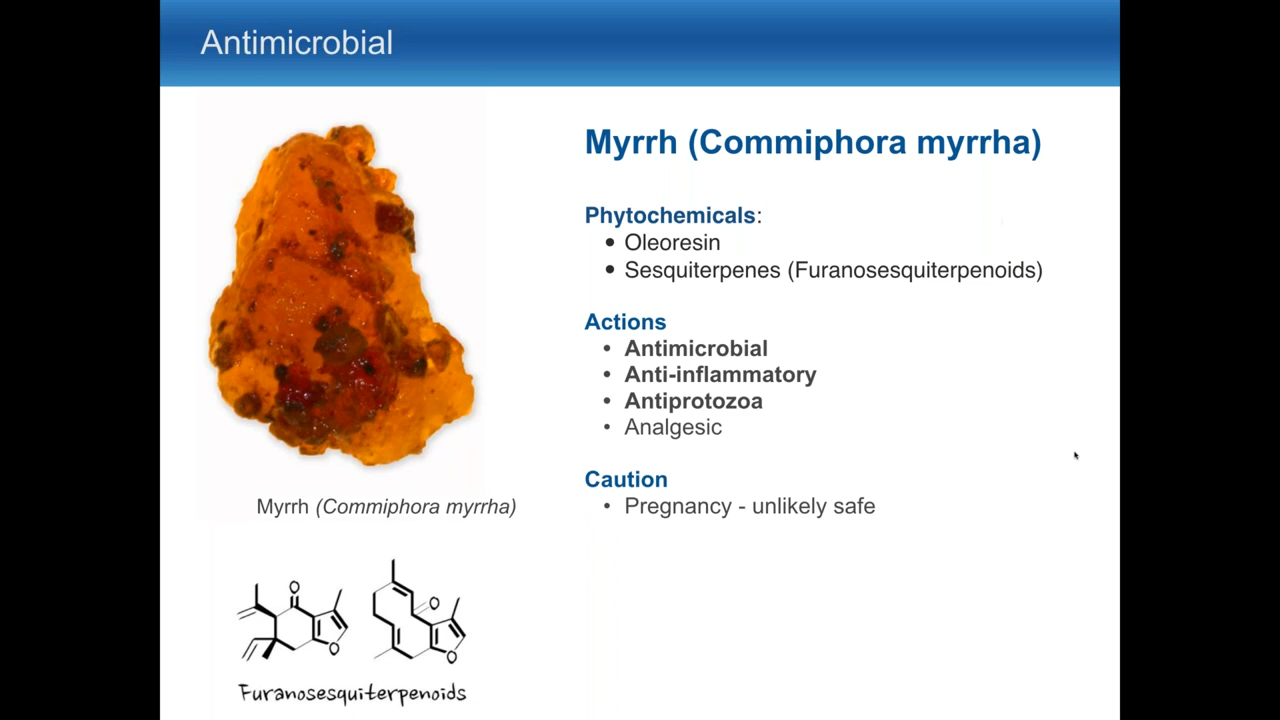 Antimicrobial
Myrrh (Commiphora myrrha)
Phytochemicals:
• Oleoresin
• Sesquiterpenes (Furanosesquiterpenoids)
Actions
• Antimicrobial
• Anti-inflammatory
• Antiprotozoa
• Analgesic
Caution
• Pregnancy - unlikely safe
Myrrh (Commiphora myrrha)
O
O
O
O
Furanosesquiterpenoids